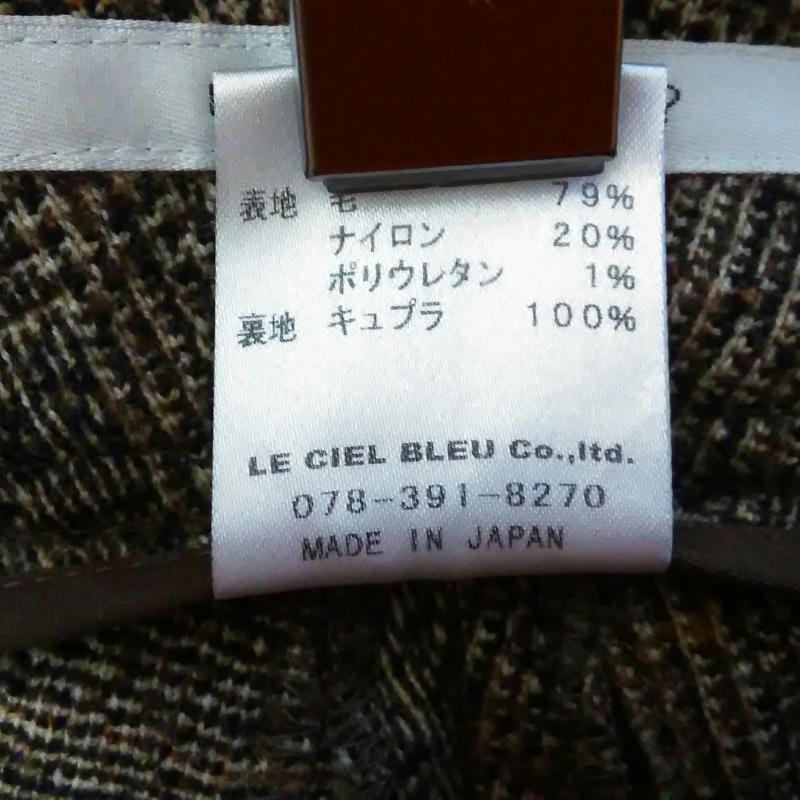 表地 毛 79%
ナイロン 20%
ポリウレタン 1%
裏地 キュプラ 100%
LE CIEL BLEU Co.,ltd.
078-391-8270
MADE IN JAPAN